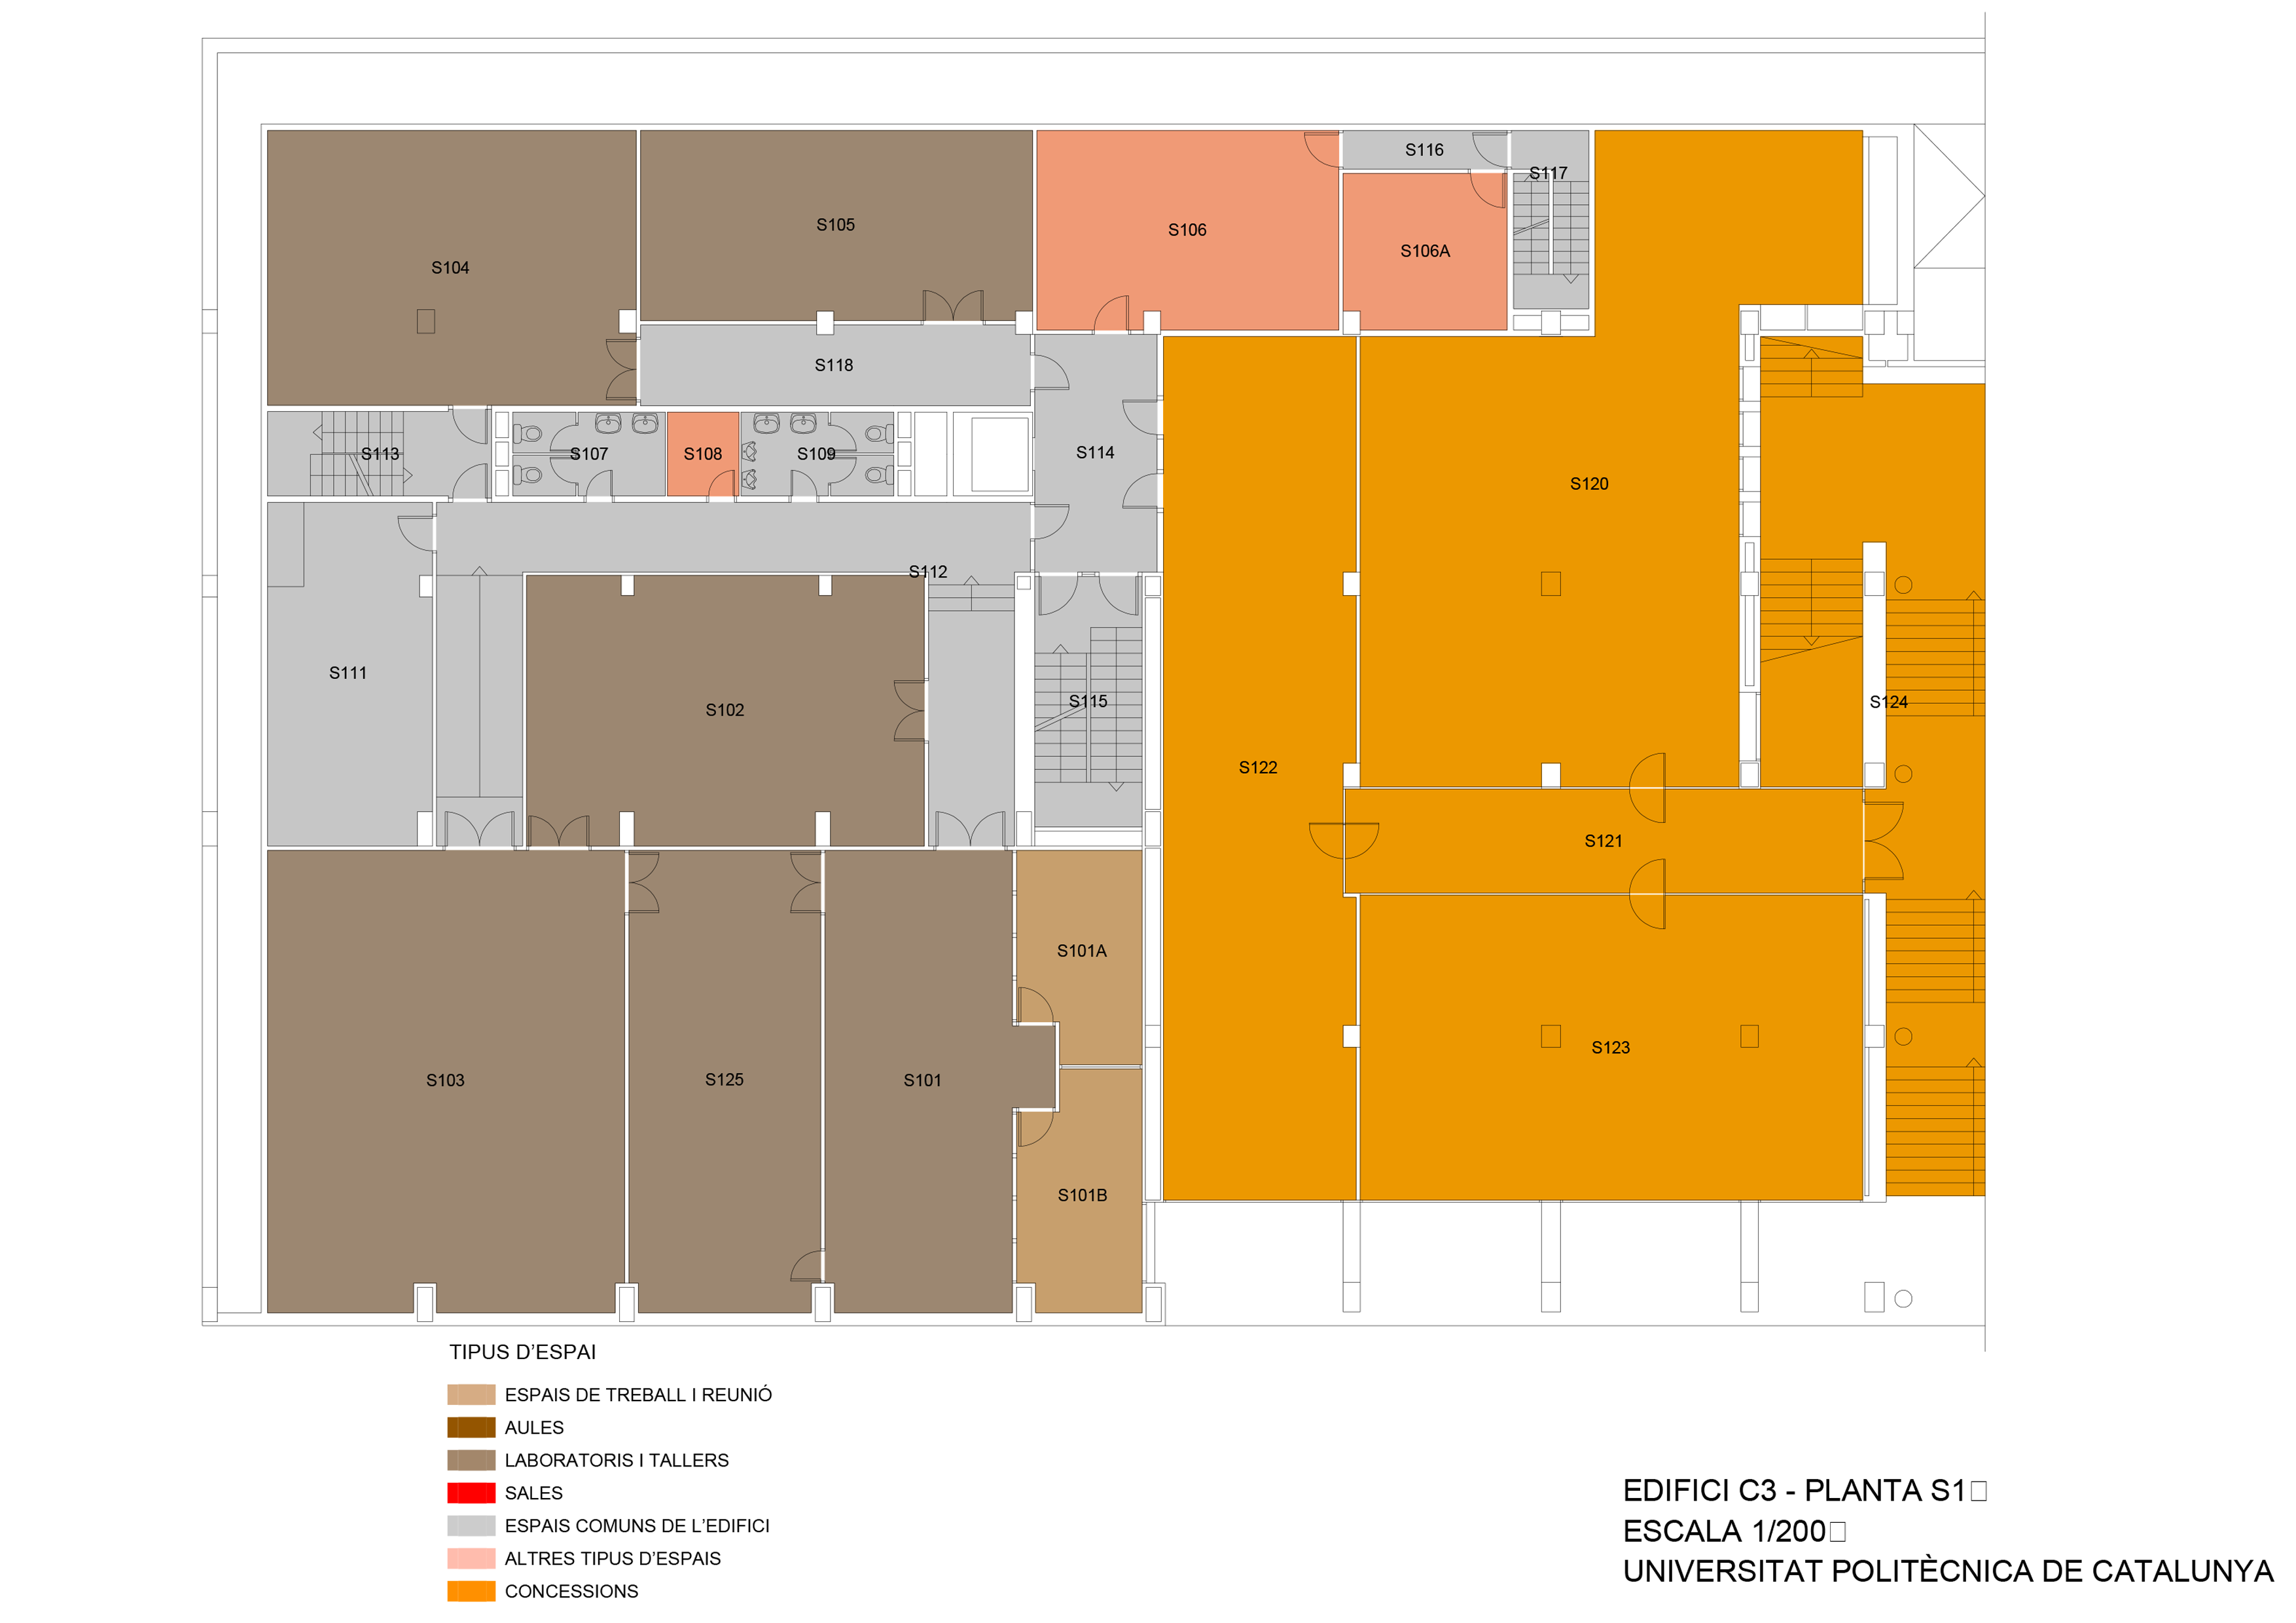 S116
S117
S105
S106
S106A
S104
S118
S113
S107
S108
S109
S114
S120
S112
S111
S102
S115
S124
S122
S121
S101A
S123
S103
S125
S101
S101B
TIPUS D'ESPAI
ESPAIS DE TREBALL I REUNIÓ
AULES
LABORATORIS I TALLERS
SALES
ESPAIS COMUNS DE L'EDIFICI
ALTRES TIPUS D'ESPAIS
CONCESSIONS
EDIFICI C3 - PLANTA S1
ESCALA 1/200
UNIVERSITAT POLITÈCNICA DE CATALUNYA